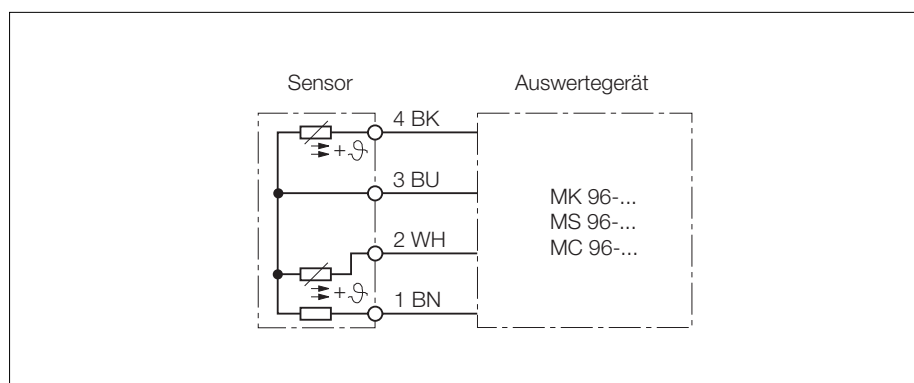 Sensor
Auswertegerät
4 BK
+ϑ
3 BU
MK 96-...
MS 96-...
MC 96-...
2 WH
+ϑ
1 BN